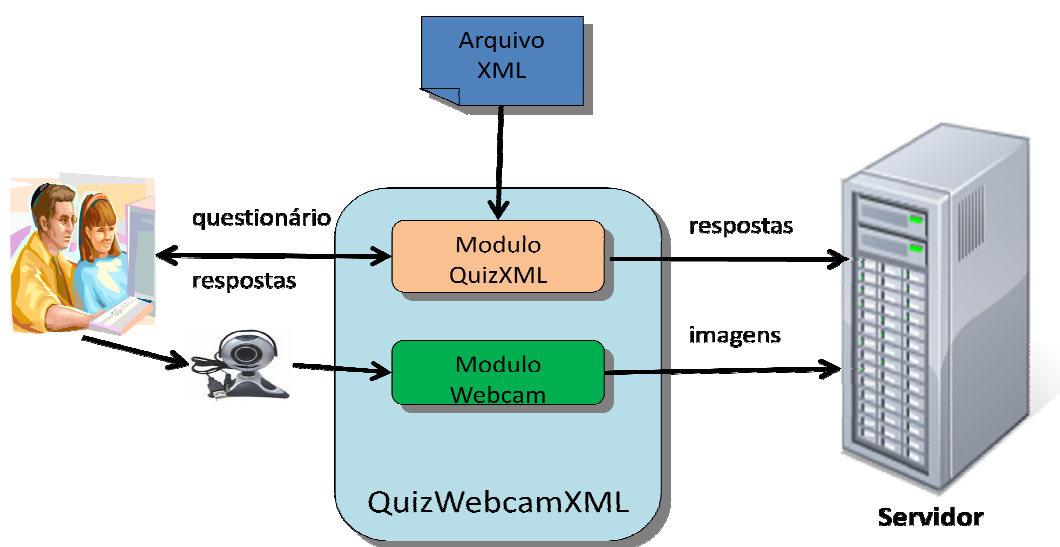 Arquivo
XML
questionário
respostas
Modulo
QuizXML
respostas
Modulo
Webcam
imagens
QuizWebcamXML
Servidor